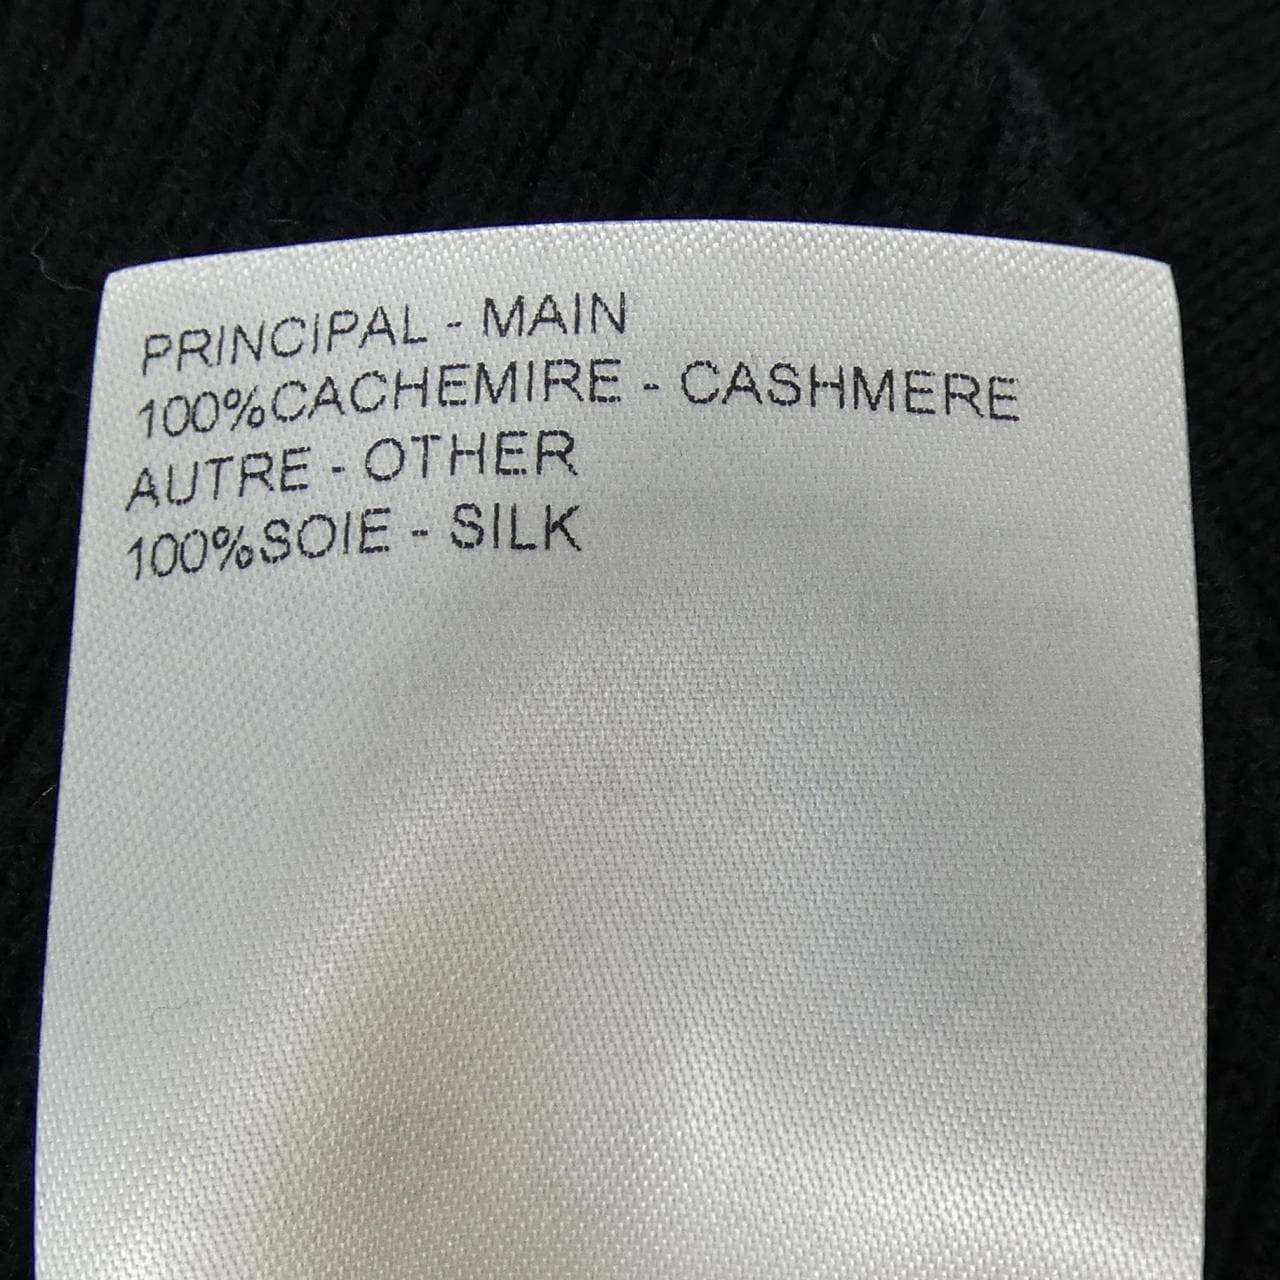 PRINCIPAL - MAIN
100%CACHEMIRE - CASHMERE
AUTRE - OTHER
100%SOIE - SILK